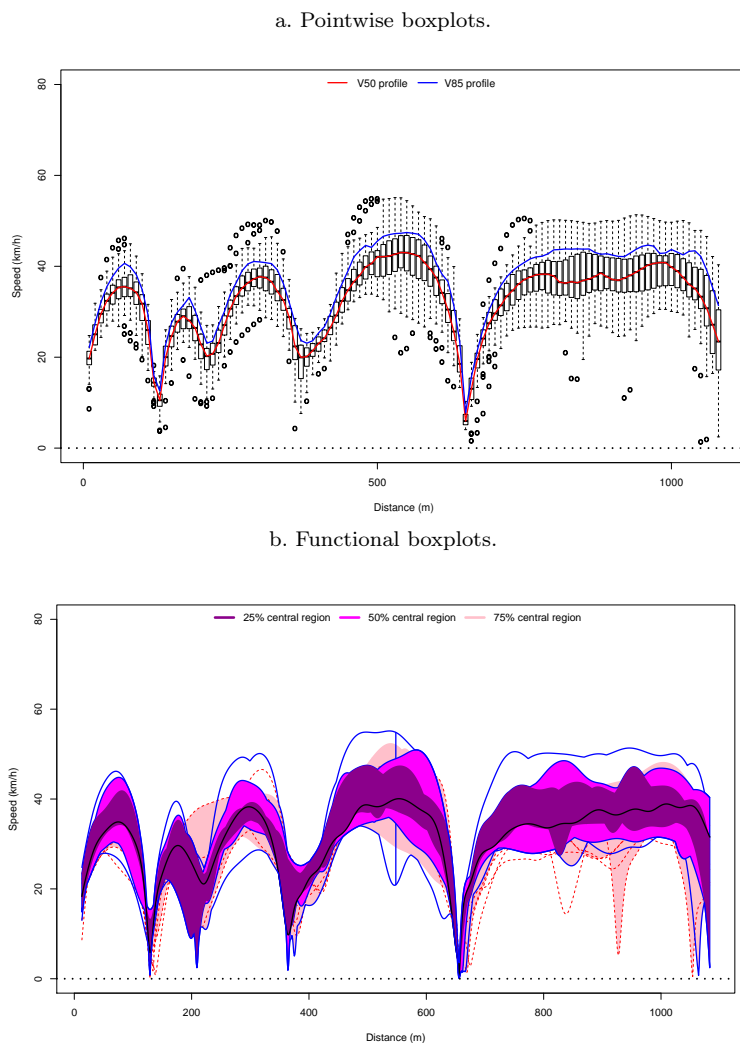 a. Pointwise boxplots.
V50 profile V85 profile
80
60
40
20
0
Speed (km/h)
0 500 1000
Distance (m)
b. Functional boxplots.
25% central region 50% central region 75% central region
80
60
40
20
0
Speed (km/h)
0 200 400 600 800 1000
Distance (m)